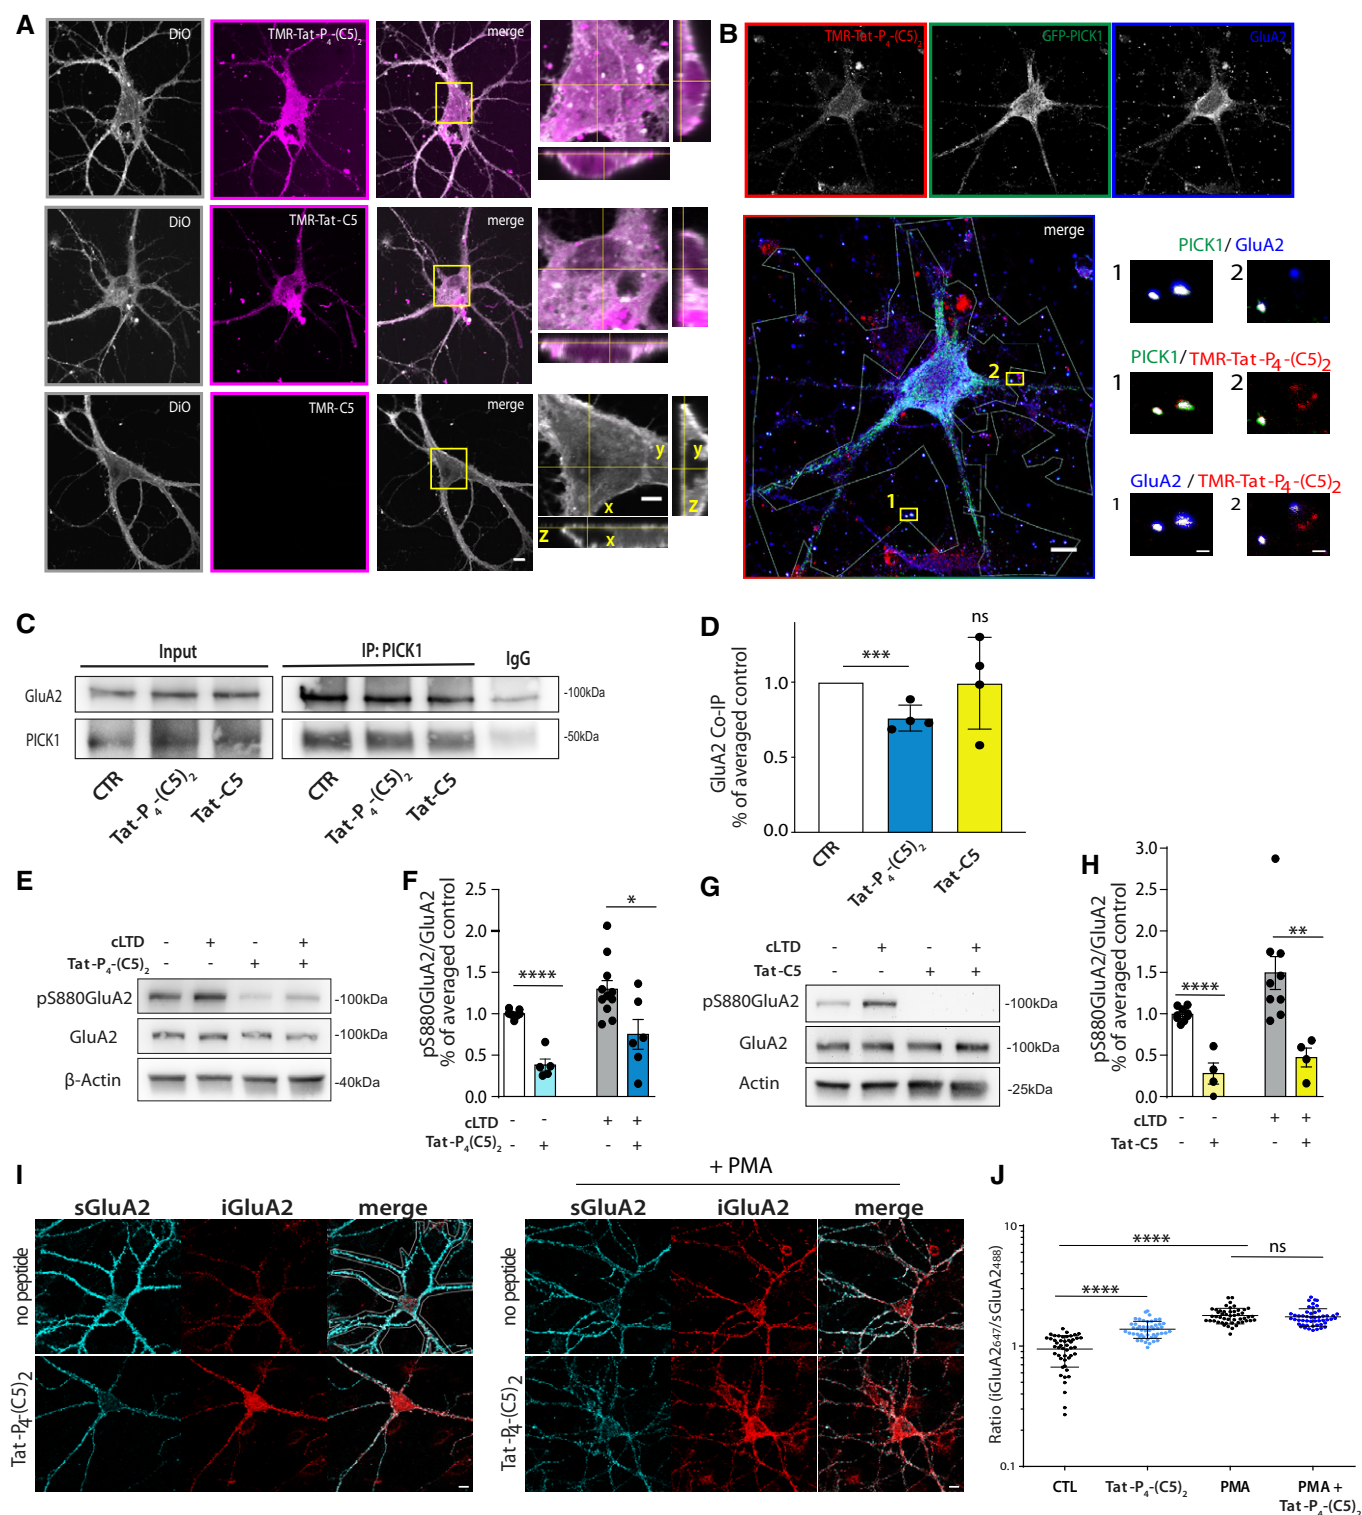 A
DiO
TMR-Tat-P4-(C5)2
merge
DiO
TMR-Tat-C5
merge
DiO
TMR-C5
merge
y
x
y
z
z
x
B
TMR-Tat-P4-(C5)2
GFP-PICK1
GluA2
merge
2
1
PICK1/ GluA2
1
2
PICK1/TMR-Tat-P4-(C5)2
1
2
GluA2 /TMR-Tat-P4-(C5)2
1
2
C
Input
IP: PICK1
IgG
GluA2
-100kDa
PICK1
-50kDa
CTR
Tat-P4-(C5)2
Tat-C5
CTR
Tat-P4-(C5)2
Tat-C5
D
GluA2 Co-IP
% of averaged control
1.0
0.5
0.0
***
ns
CTR
Tat-P4-(C5)2
Tat-C5
E
cLTD - + - +
Tat-P4-(C5)2 - - + +
pS880GluA2
-100kDa
GluA2
-100kDa
β-Actin
-40kDa
F
pS880GluA2/GluA2
% of averaged control
2.5
2.0
1.5
1.0
0.5
0.0
****
*
cLTD - - + +
Tat-P4(C5)2 - + - +
G
cLTD - + - +
Tat-C5 - - + +
pS880GluA2
-100kDa
GluA2
-100kDa
Actin
-25kDa
H
pS880GluA2/GluA2
% of averaged control
3.0
2.5
2.0
1.5
1.0
0.5
0.0
****
**
cLTD - - + +
Tat-C5 - + - +
I
+ PMA
sGluA2 iGluA2 merge
sGluA2 iGluA2 merge
no peptide
no peptide
Tat-P4-(C5)2
Tat-P4-(C5)2
J
Ratio (iGluA2647/sGluA2488)
10
1
0.1
****
****
ns
CTL
Tat-P4-(C5)2
PMA
PMA +
Tat-P4-(C5)2